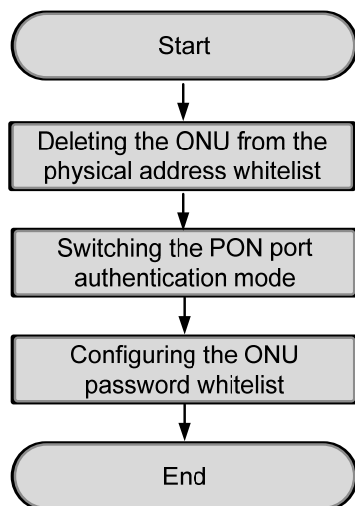 Start
Deleting the ONU from the
physical address whitelist
Switching the PON port
authentication mode
Configuring the ONU
password whitelist
End